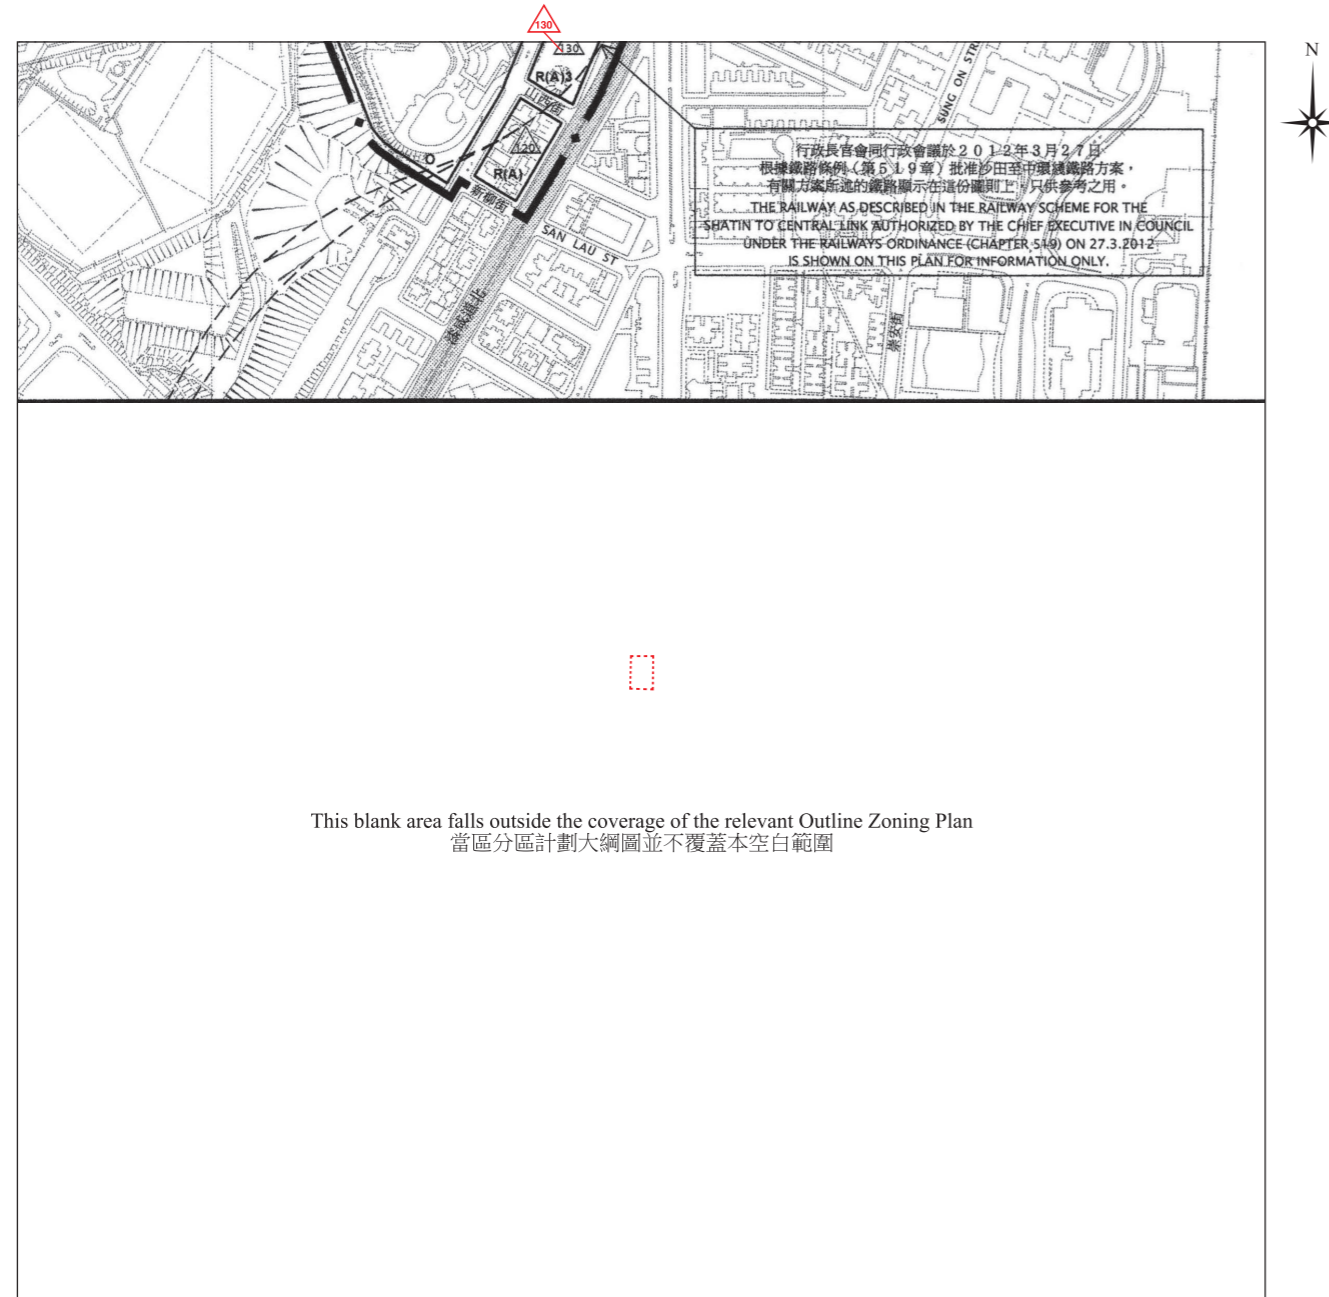 130
N
130
R(A)3
山西街
SUNG ON STR
120
O
R(A)
新柳街
行政長官會同行政會議於2012年3月27日
根據鐵路條例(第519章)批准沙田至中環綫鐵路方案,
有關方案所述的鐵路顯示在這份圖則上,只供參考之用。
THE RAILWAY AS DESCRIBED IN THE RAILWAY SCHEME FOR THE
SHATIN TO CENTRAL LINK AUTHORIZED BY THE CHIEF EXECUTIVE IN COUNCIL
UNDER THE RAILWAYS ORDINANCE (CHAPTER 519) ON 27.3.2012
IS SHOWN ON THIS PLAN FOR INFORMATION ONLY.
SAN LAU ST
漆咸道北
崇安街
This blank area falls outside the coverage of the relevant Outline Zoning Plan
當區分區計劃大綱圖並不覆蓋本空白範圍